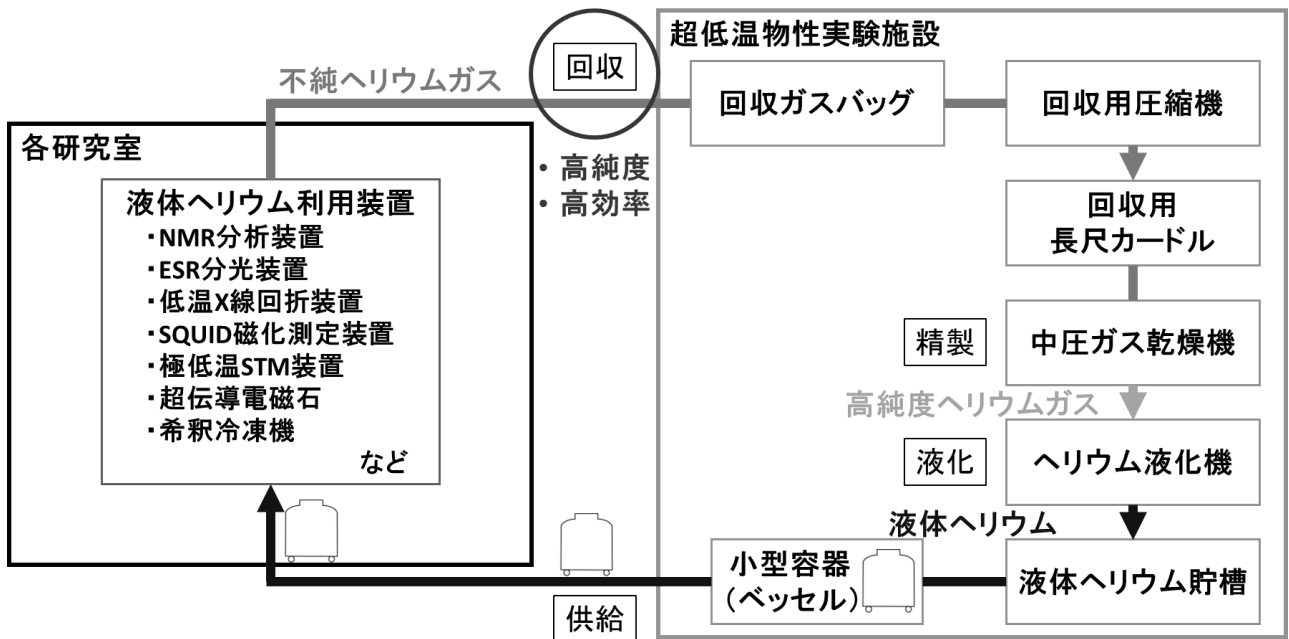 超低温物性実験施設
回収
不純ヘリウムガス
回収ガスバッグ
回収用圧縮機
各研究室
・高純度
・高効率
液体ヘリウム利用装置
・NMR分析装置
・ESR分光装置
・低温X線回折装置
・SQUID磁化測定装置
・極低温STM装置
・超伝導電磁石
・希釈冷凍機
など
回収用
長尺カードル
精製
中圧ガス乾燥機
高純度ヘリウムガス
液化
ヘリウム液化機
液体ヘリウム
小型容器
（ベッセル）
液体ヘリウム貯槽
供給